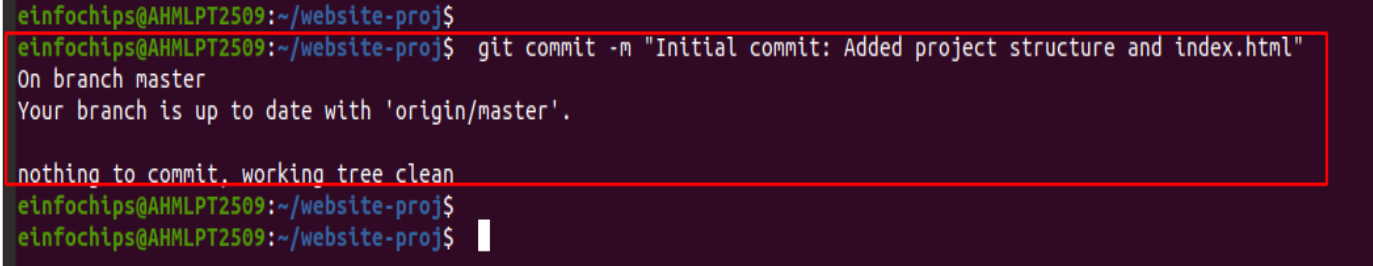 einfochips@AHMLPT2509:~/website-proj$
einfochips@AHMLPT2509:~/website-proj$  git commit -m "Initial commit: Added project structure and index.html"
On branch master
Your branch is up to date with 'origin/master'.
nothing to commit, working tree clean
einfochips@AHMLPT2509:~/website-proj$
einfochips@AHMLPT2509:~/website-proj$